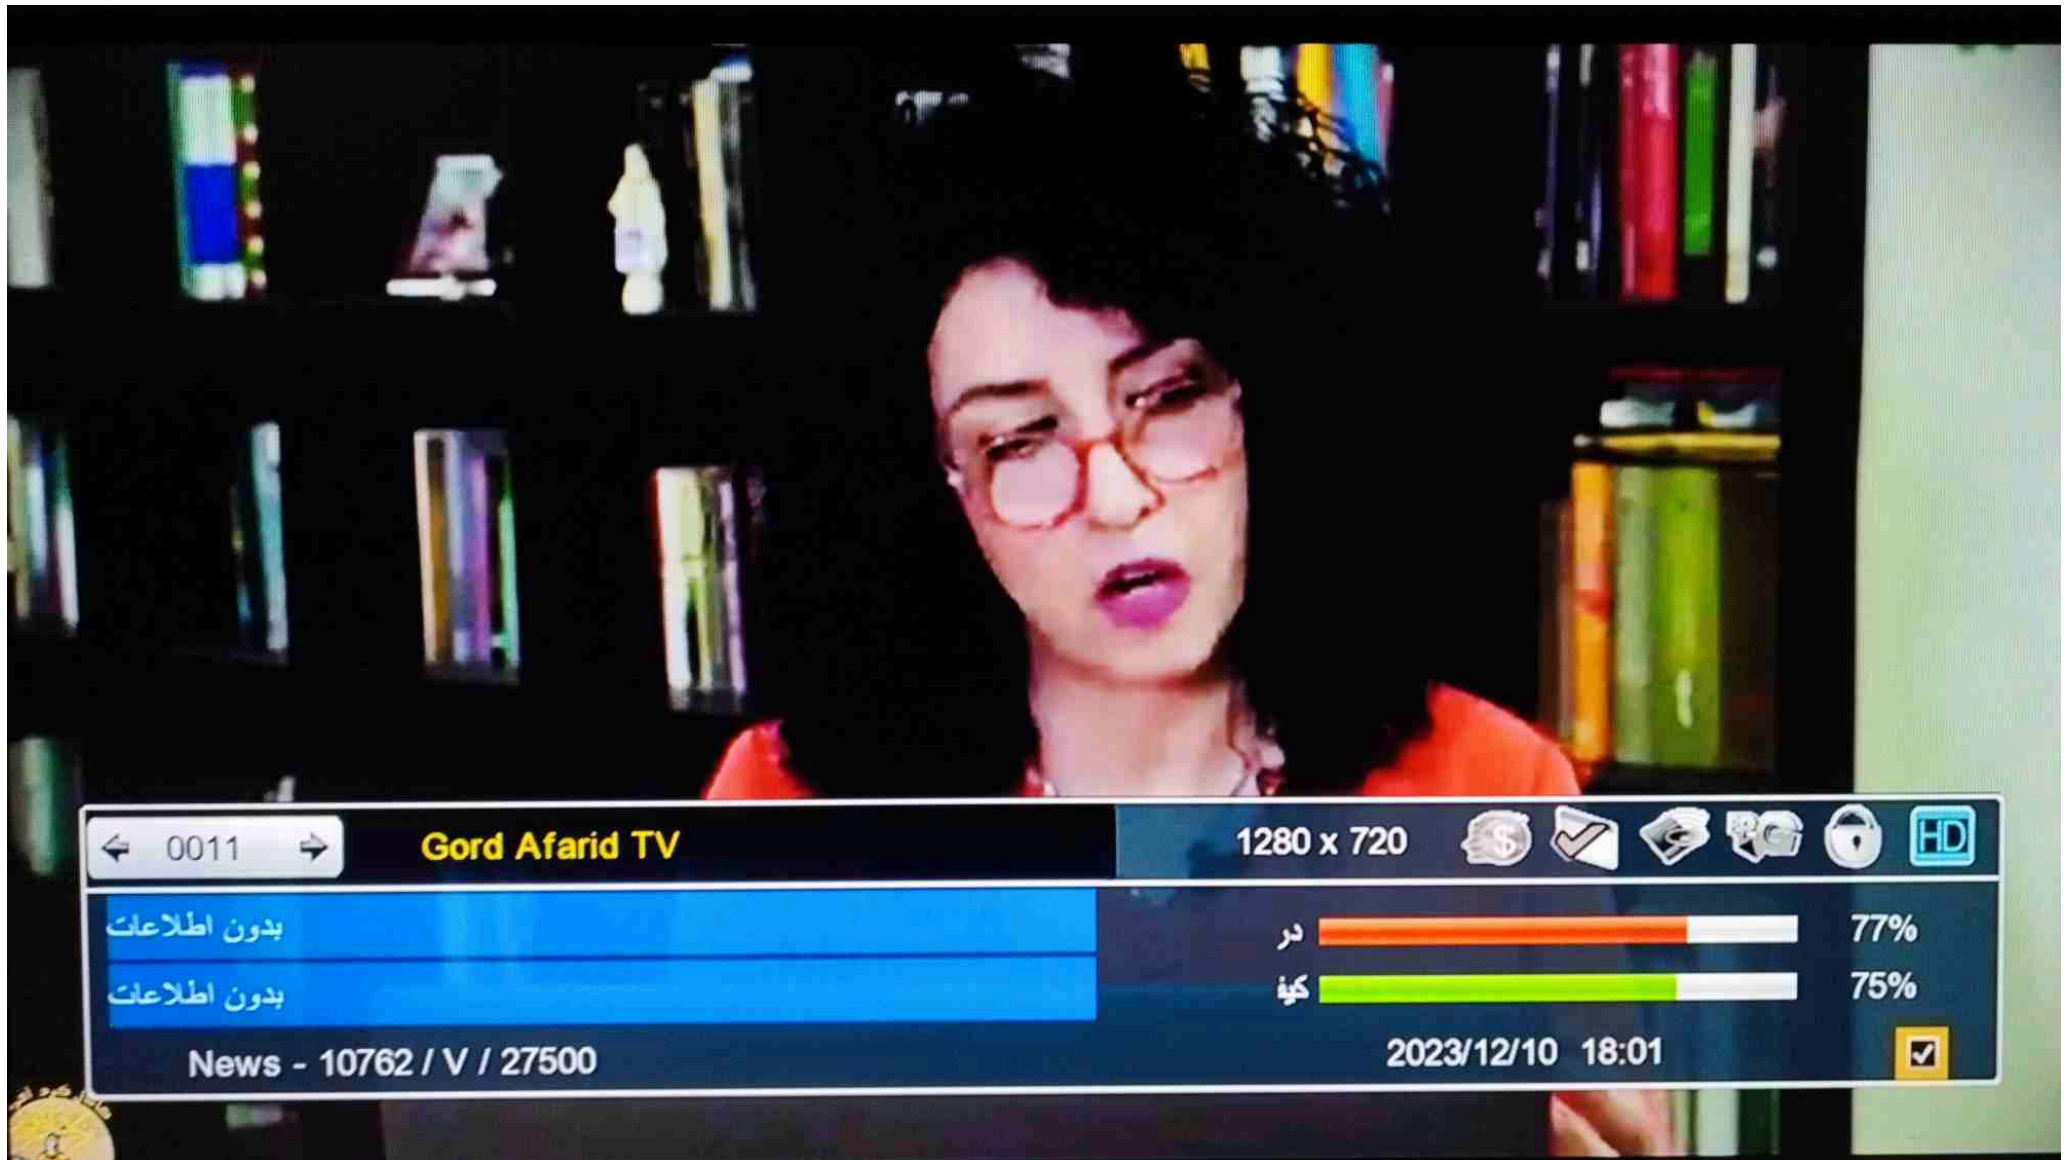 0011
Gord Afarid TV
1280 x 720
HD
بدون اطلاعات
در
77%
بدون اطلاعات
کیف
75%
News - 10762 / V / 27500
2023/12/10 18:01